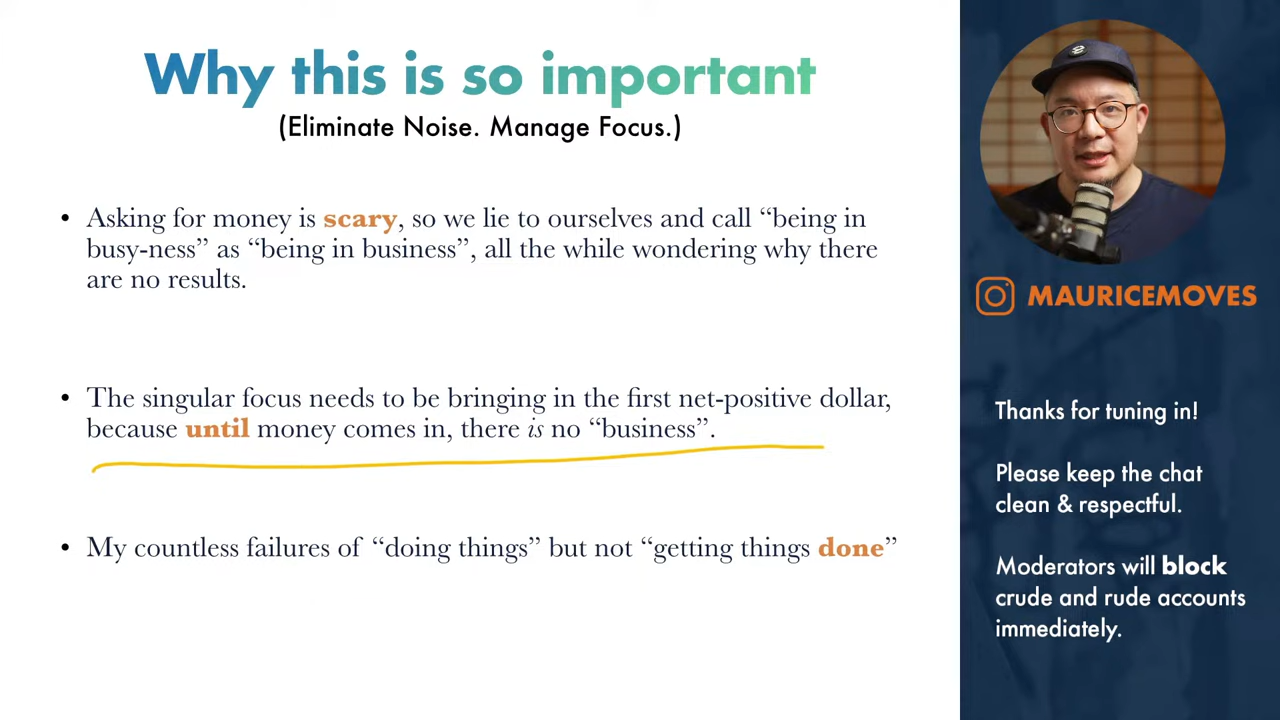 Why this is so important
(Eliminate Noise. Manage Focus.)
• Asking for money is scary, so we lie to ourselves and call “being in
busy-ness” as “being in business”, all the while wondering why there
are no results.
• The singular focus needs to be bringing in the first net-positive dollar,
because until money comes in, there is no “business”.
• My countless failures of “doing things” but not “getting things done”
MAURICEMOVES
Thanks for tuning in!
Please keep the chat
clean & respectful.
Moderators will block
crude and rude accounts
immediately.